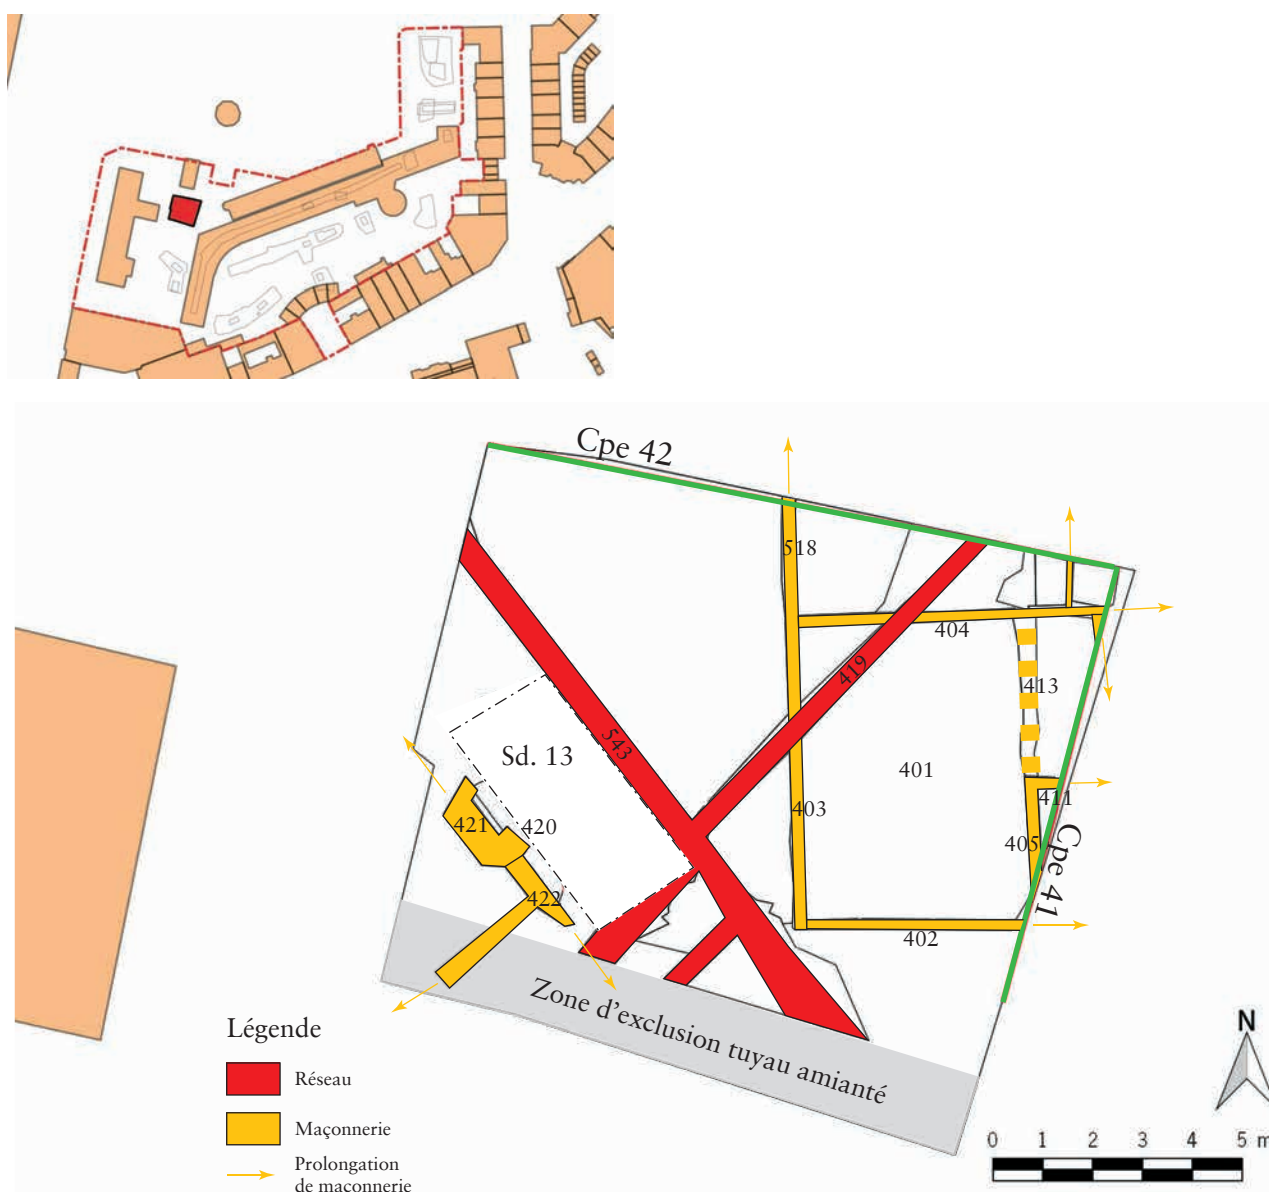 Cpe 42
518
404
419
413
543
Sd. 13
401
403
411
421
420
405
Cpe 41
422
402
Zone d'exclusion tuyau amianté
Légende
Réseau
Maçonnerie
Prolongation
de maçonnerie
N
0 1 2 3 4 5 m